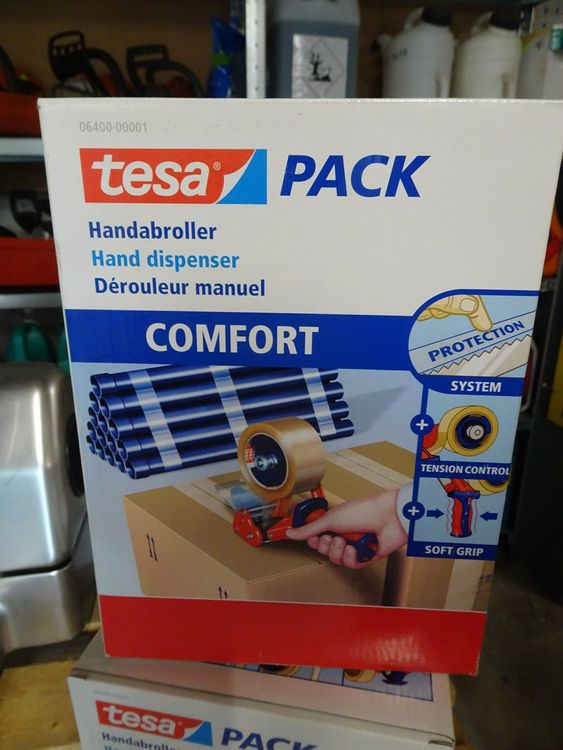 06400-00001
tesa® PACK
Handabroller
Hand dispenser
Dérouleur manuel
COMFORT
PROTECTION
SYSTEM
+
TENSION CONTROL
+
SOFT GRIP
tesa PACK
Handabroller